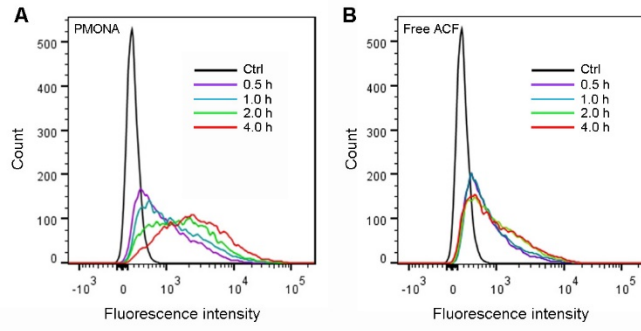 A
PMONA
Ctrl
0.5 h
1.0 h
2.0 h
4.0 h
500
400
300
200
100
0
Count
-10³
0
10³
10⁴
10⁵
Fluorescence intensity
B
Free ACF
Ctrl
0.5 h
1.0 h
2.0 h
4.0 h
500
400
300
200
100
0
Count
-10³
0
10³
10⁴
10⁵
Fluorescence intensity